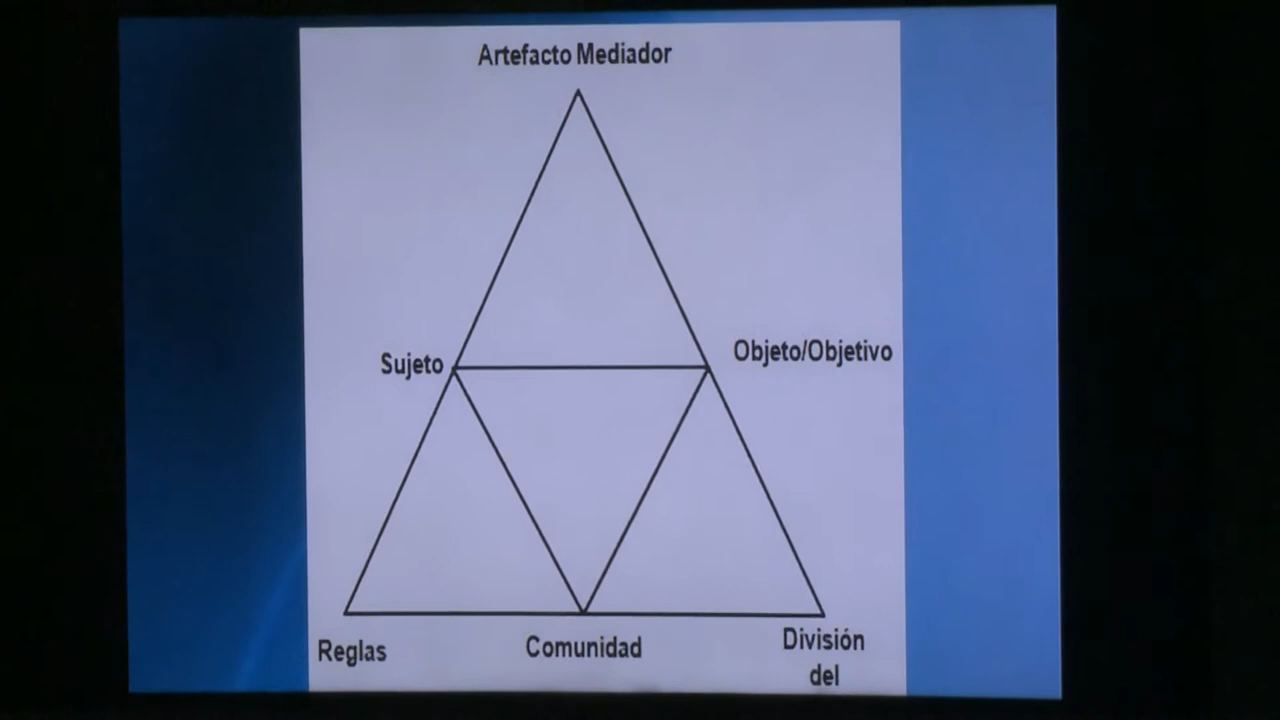 Artefacto Mediador
Sujeto
Objeto/Objetivo
Reglas
Comunidad
División
del